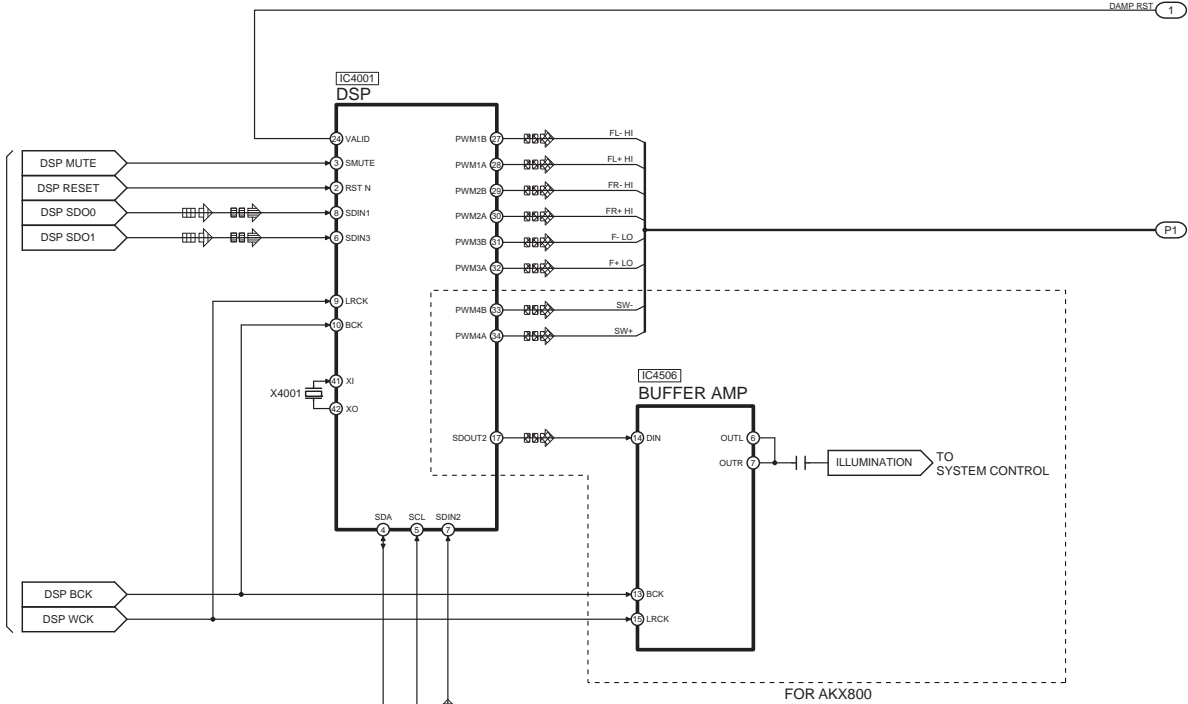 DAMP RST 1
IC4001
DSP
24 VALID
PWM1B 27
FL- HI
DSP MUTE
3 SMUTE
PWM1A 28
FL+ HI
DSP RESET
2 RST N
PWM2B 29
FR- HI
DSP SDO0
8 SDIN1
PWM2A 30
FR+ HI
DSP SDO1
6 SDIN3
PWM3B 31
F- LO
P1
PWM3A 32
F+ LO
9 LRCK
PWM4B 33
SW-
10 BCK
PWM4A 34
SW+
X4001
41 XI
42 XO
IC4506
BUFFER AMP
SDOUT2 17
14 DIN
OUTL 6
OUTR 7
ILLUMINATION
TO
SYSTEM CONTROL
SDA
SCL
SDIN2
4
5
7
DSP BCK
13 BCK
DSP WCK
15 LRCK
FOR AKX800